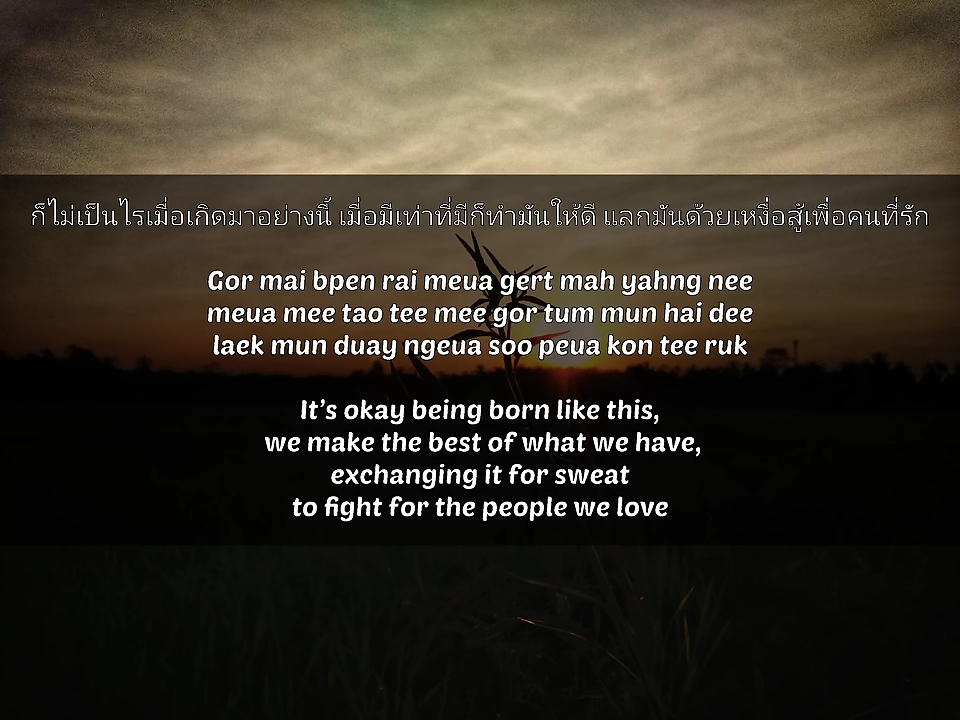 ก็ไม่เป็นไรเมื่อเกิดมาอย่างนี้ เมื่อมีเท่าที่มีก็ทำมันให้ดี แลกมันด้วยเหงื่อสู้เพื่อคนที่รัก
Gor mai bpen rai meua gert mah yahng nee
meua mee tao tee mee gor tum mun hai dee
laek mun duay ngeua soo peua kon tee ruk
It’s okay being born like this,
we make the best of what we have,
exchanging it for sweat
to fight for the people we love